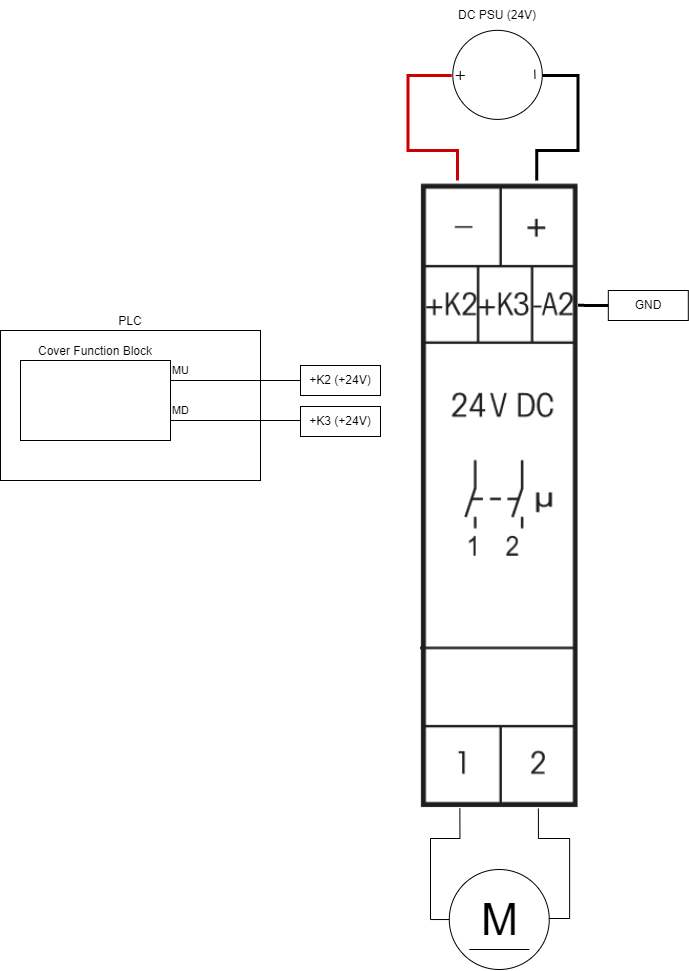 DC PSU (24V)
+ −
− +
+K2 +K3 -A2
GND
PLC
Cover Function Block
MU
+K2 (+24V)
MD
+K3 (+24V)
24V DC
µ
1 2
1 2
M